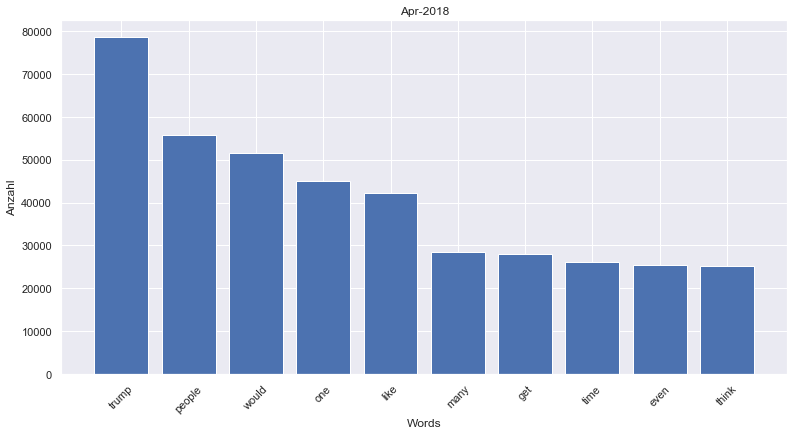 Apr-2018
80000
70000
60000
50000
40000
30000
20000
10000
0
Anzahl
trump
people
would
one
like
many
get
time
even
think
Words